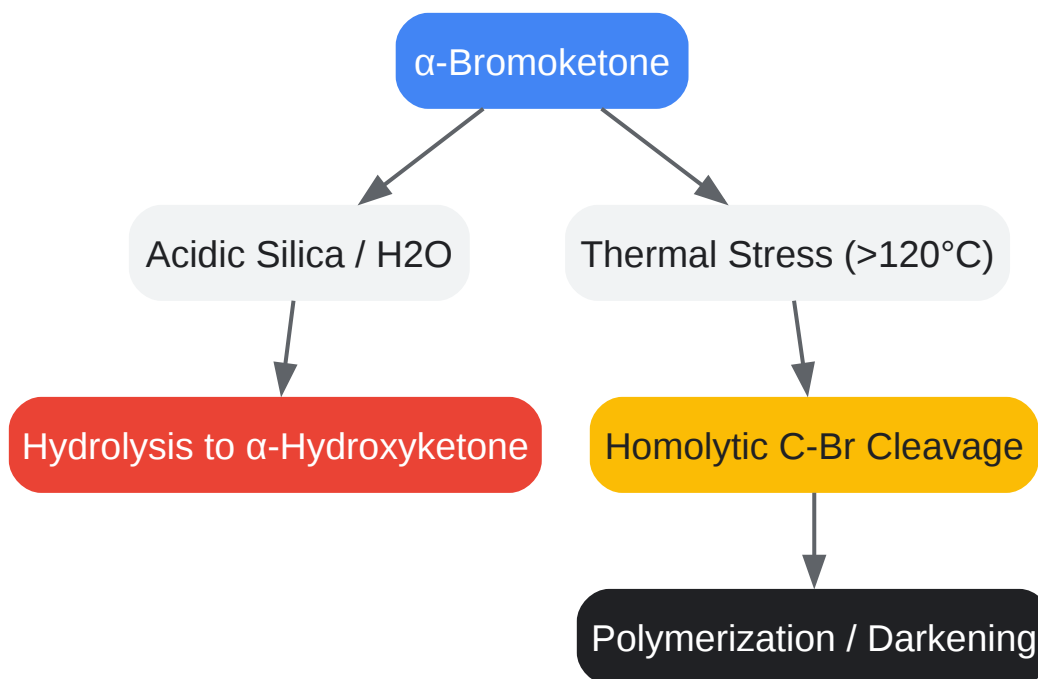 α-Bromoketone
Acidic Silica / H2O
Thermal Stress (>120°C)
Hydrolysis to α-Hydroxyketone
Homolytic C-Br Cleavage
Polymerization / Darkening